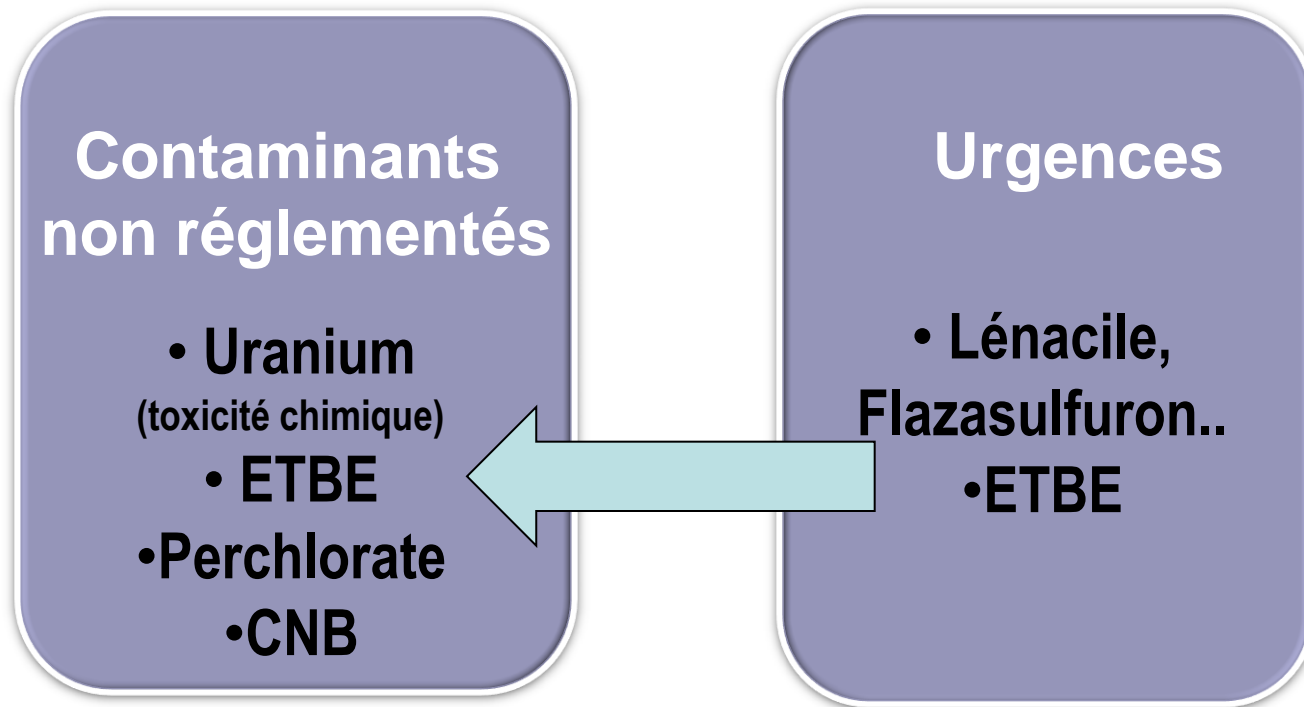 Contaminants
non réglementés
• Uranium
(toxicité chimique)
• ETBE
•Perchlorate
•CNB
Urgences
• Lénacile,
Flazasulfuron..
•ETBE